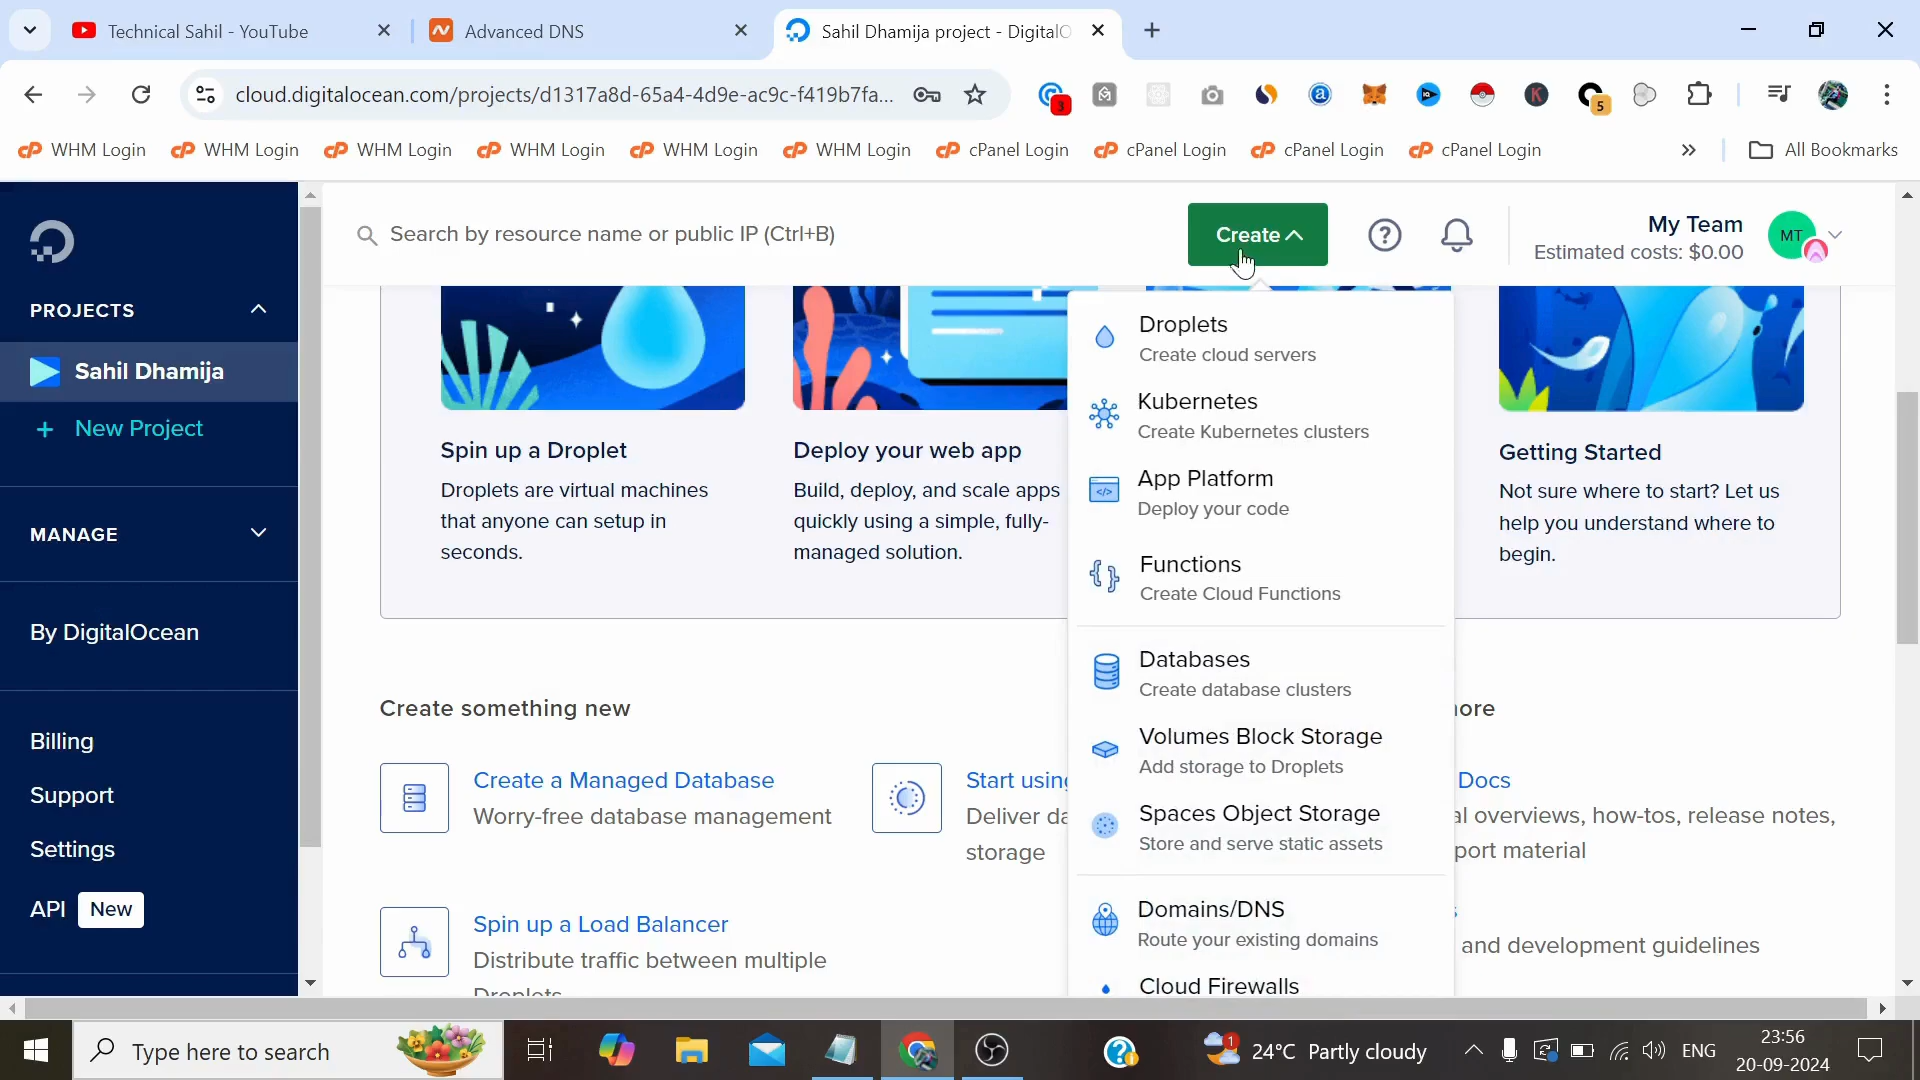 Technical Sahil - YouTube
Advanced DNS
Sahil Dhamija project - DigitalO
cloud.digitalocean.com/projects/d1317a8d-65a4-4d9e-ac9c-f419b7fa...
3
5
WHM Login
WHM Login
WHM Login
WHM Login
WHM Login
WHM Login
cPanel Login
cPanel Login
cPanel Login
cPanel Login
All Bookmarks
Search by resource name or public IP (Ctrl+B)
Create
My Team
Estimated costs: $0.00
MT
PROJECTS
Sahil Dhamija
+ New Project
MANAGE
By DigitalOcean
Billing
Support
Settings
API New
Spin up a Droplet
Droplets are virtual machines
that anyone can setup in
seconds.
Deploy your web app
Build, deploy, and scale apps
quickly using a simple, fully-
managed solution.
Getting Started
Not sure where to start? Let us
help you understand where to
begin.
Droplets
Create cloud servers
Kubernetes
Create Kubernetes clusters
App Platform
Deploy your code
Functions
Create Cloud Functions
Databases
Create database clusters
Volumes Block Storage
Add storage to Droplets
Spaces Object Storage
Store and serve static assets
Domains/DNS
Route your existing domains
Cloud Firewalls
Create something new
Create a Managed Database
Worry-free database management
Start using
Deliver da
storage
Spin up a Load Balancer
Distribute traffic between multiple
Droplets
ore
Docs
al overviews, how-tos, release notes,
port material
and development guidelines
Type here to search
1
24°C Partly cloudy
ENG
23:56
20-09-2024